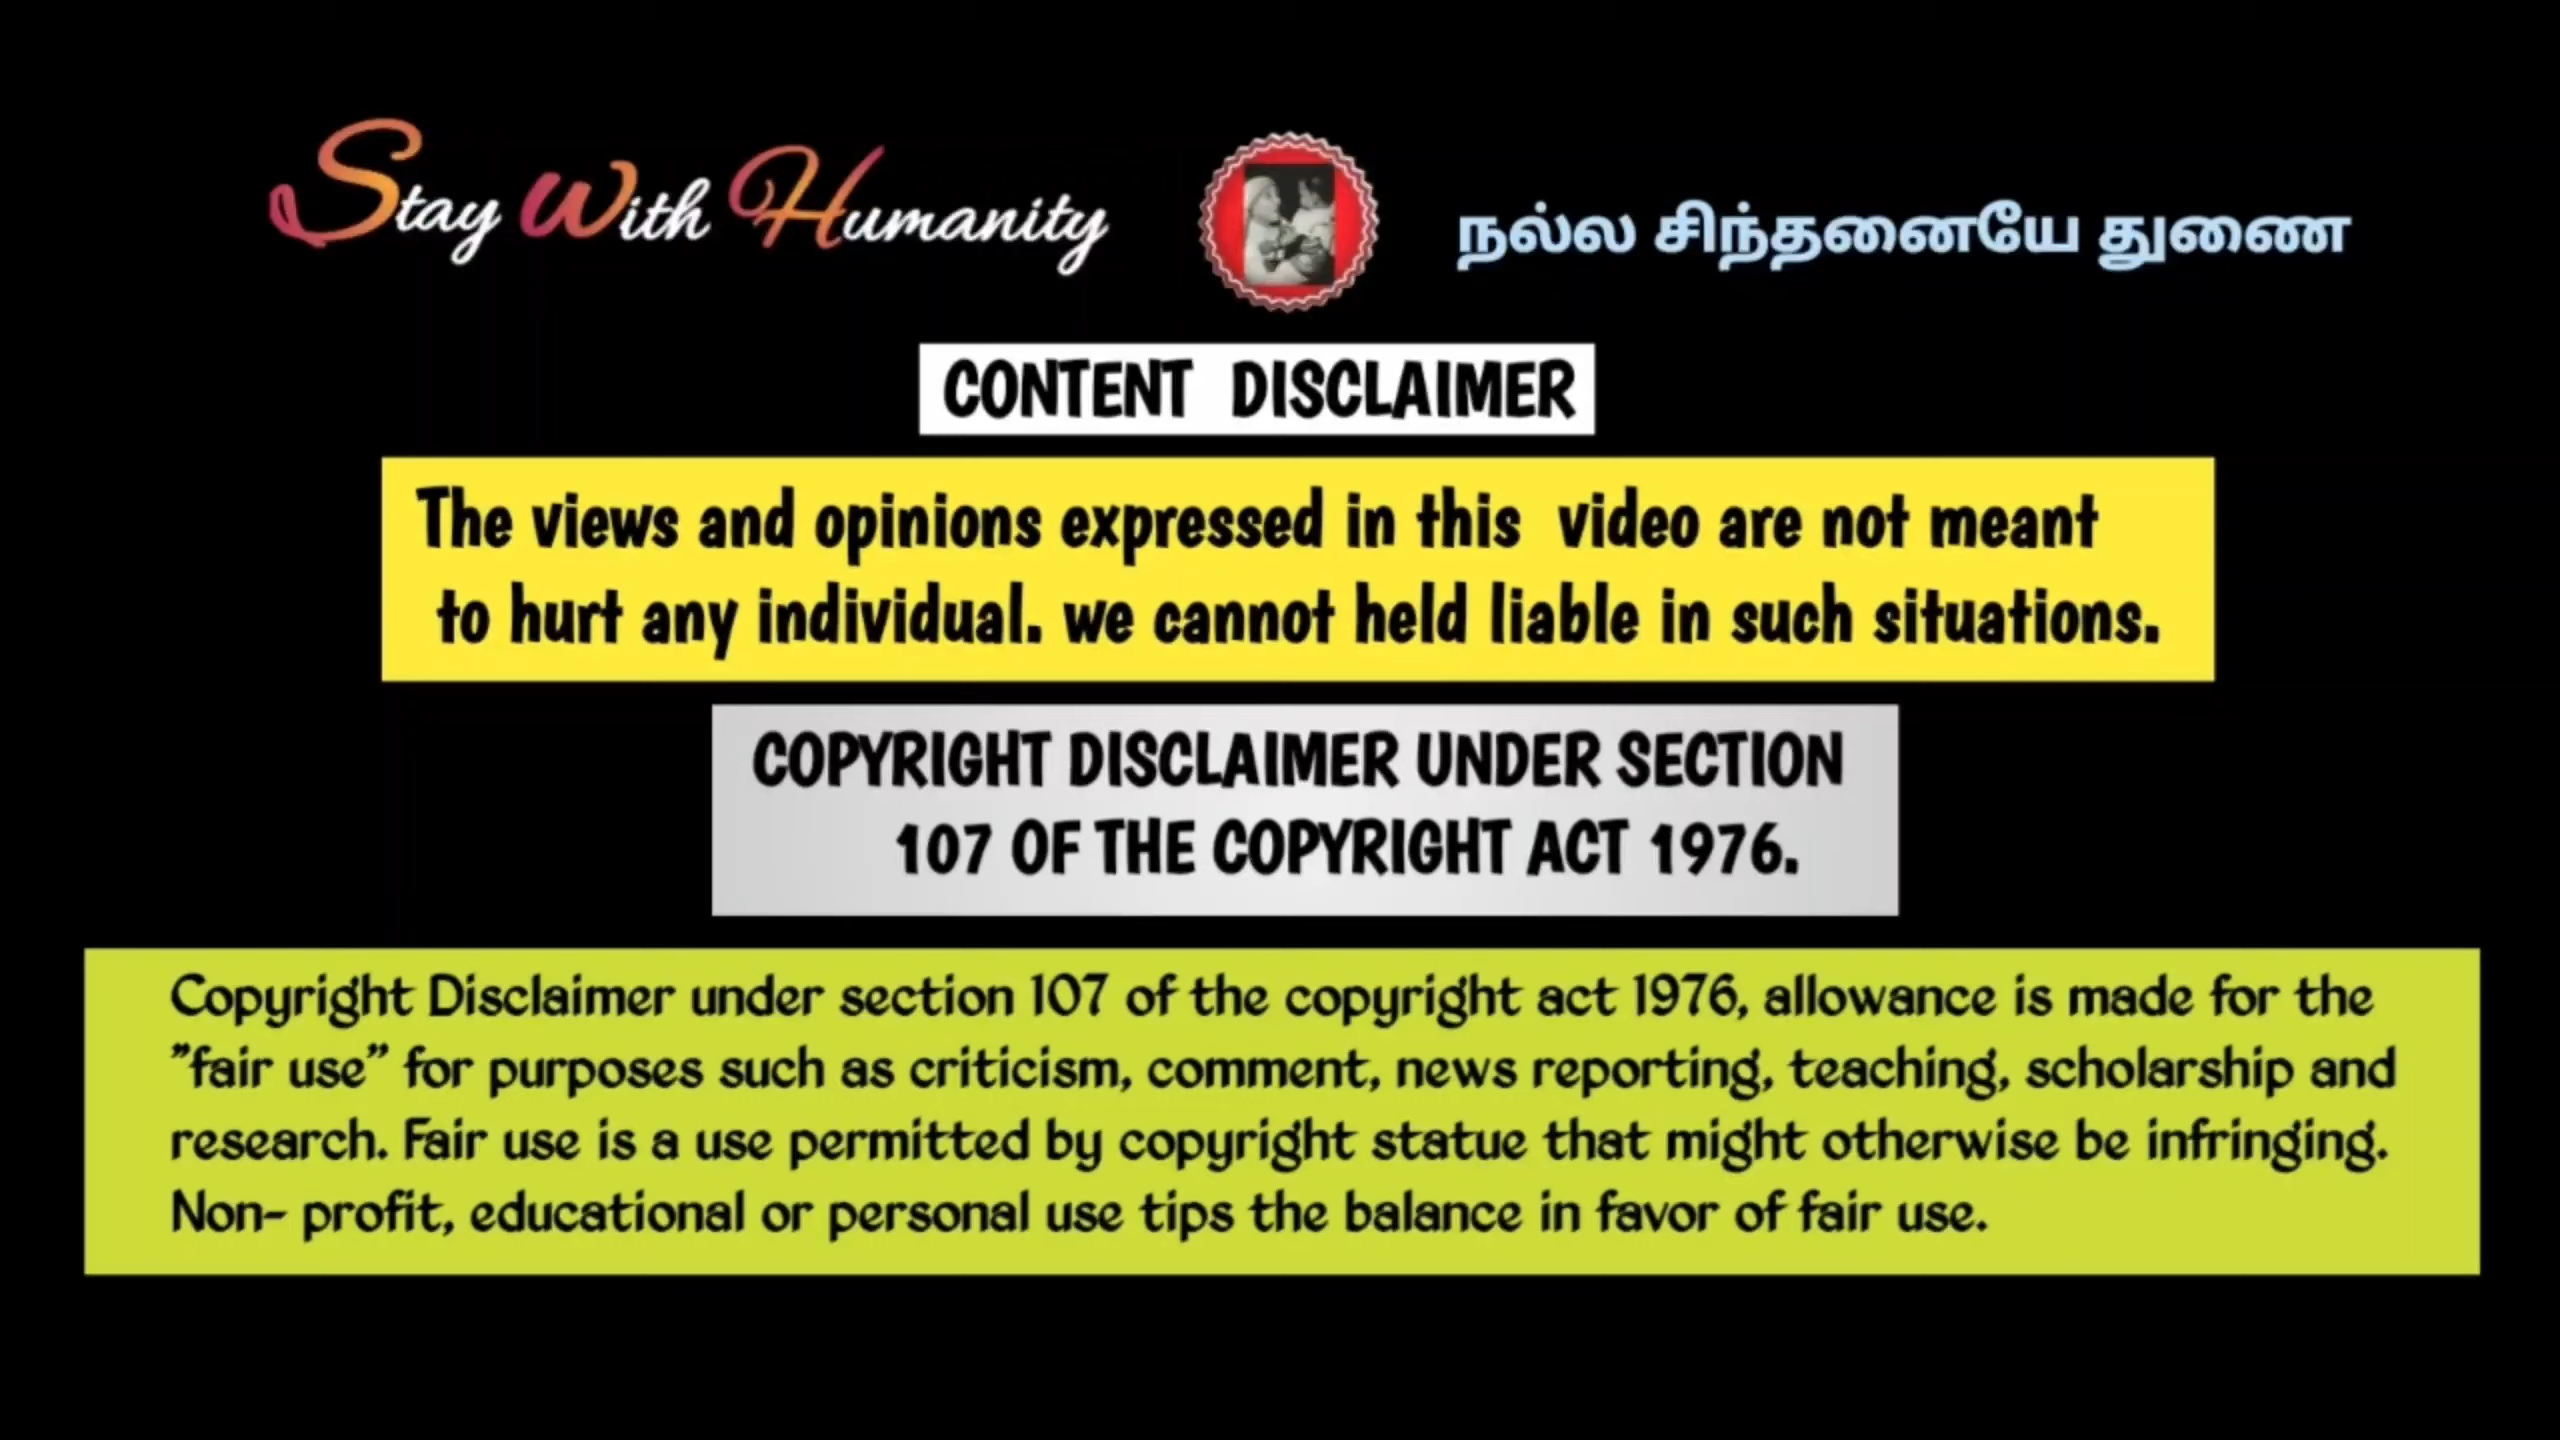 Stay With Humanity
நல்ல சிந்தனையே துணை
CONTENT DISCLAIMER
The views and opinions expressed in this video are not meant
to hurt any individual. we cannot held liable in such situations.
COPYRIGHT DISCLAIMER UNDER SECTION
107 OF THE COPYRIGHT ACT 1976.
Copyright Disclaimer under section 107 of the copyright act 1976, allowance is made for the
”fair use” for purposes such as criticism, comment, news reporting, teaching, scholarship and
research. Fair use is a use permitted by copyright statue that might otherwise be infringing.
Non- profit, educational or personal use tips the balance in favor of fair use.